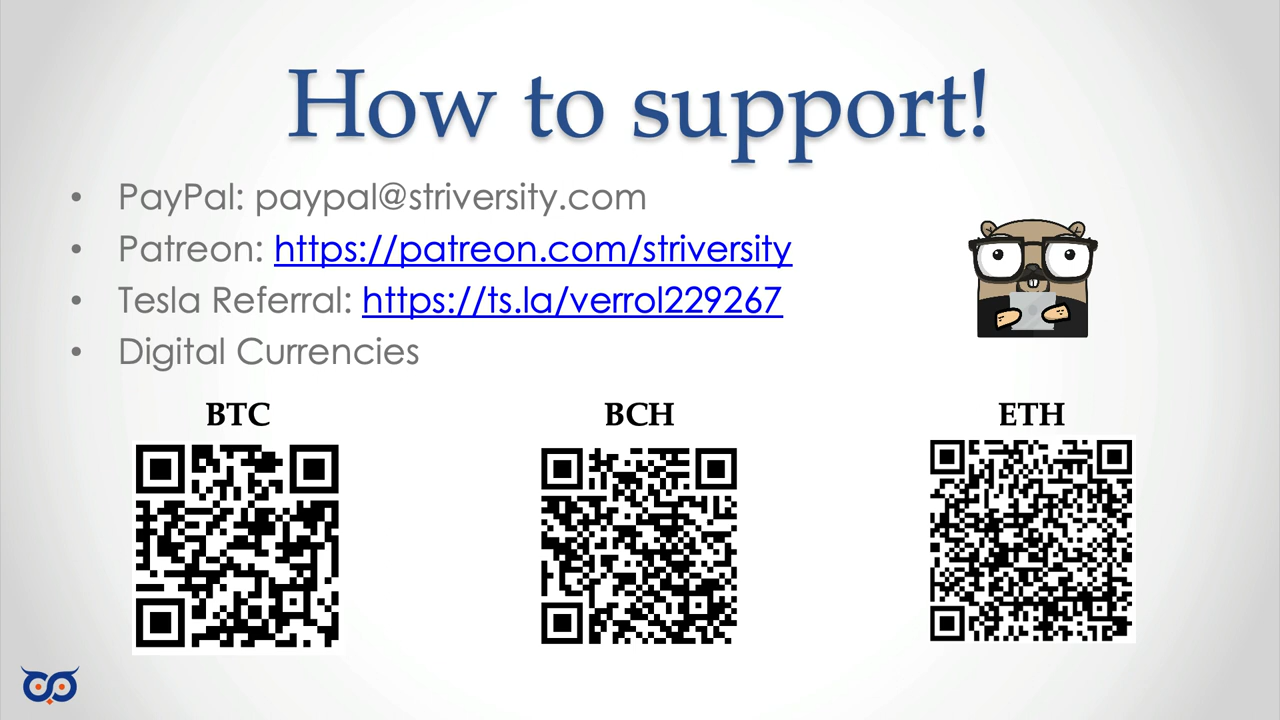 How to support!
• PayPal: paypal@striversity.com
• Patreon: https://patreon.com/striversity
• Tesla Referral: https://ts.la/verrol229267
• Digital Currencies
BTC
BCH
ETH